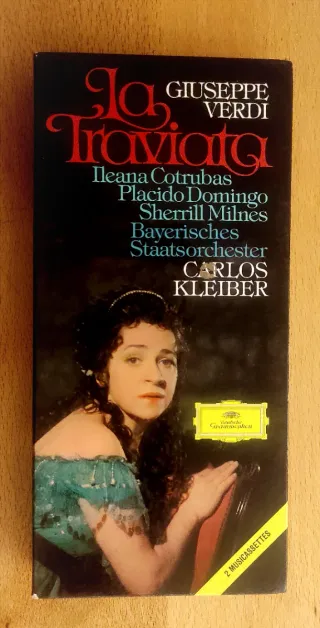 La
Traviata
GIUSEPPE
VERDI
Ileana Cotrubas
Placido Domingo
Sherrill Milnes
Bayerisches
Staatsorchester
CARLOS
KLEIBER
Deutsche
Grammophon
2 MUSICASSETTES